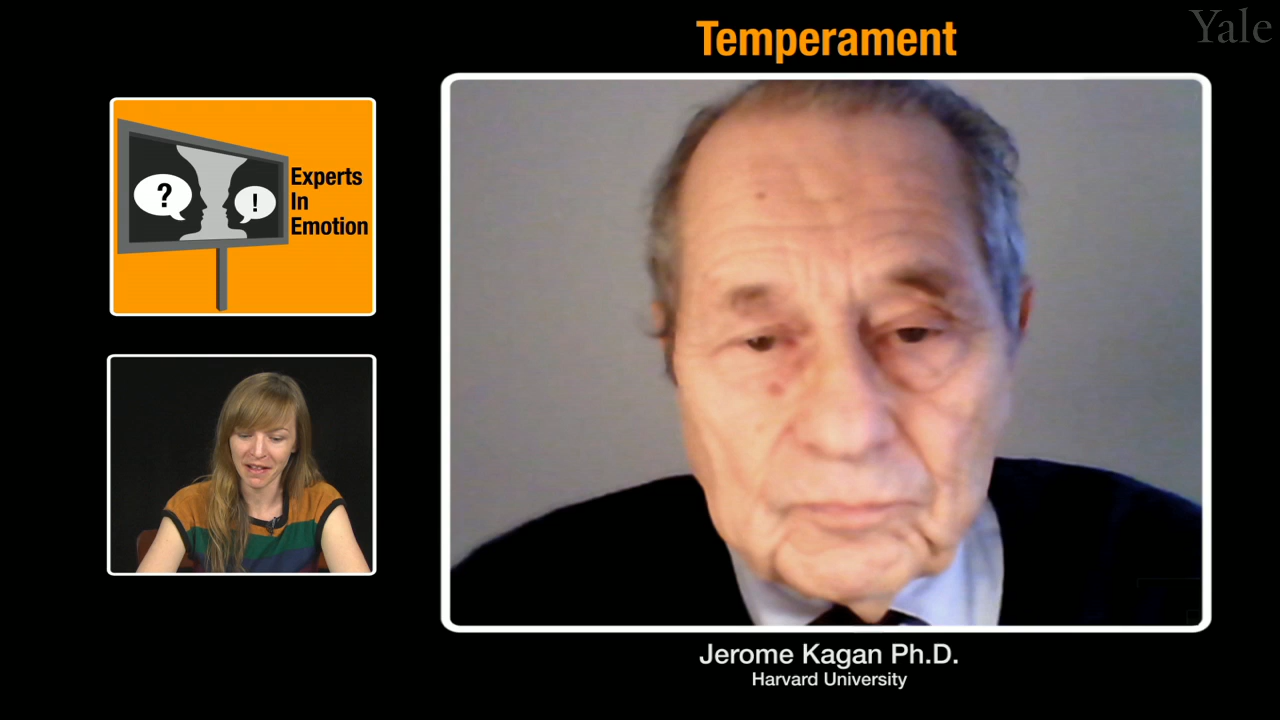 Temperament
Yale
?
!
Experts
In
Emotion
Jerome Kagan Ph.D.
Harvard University